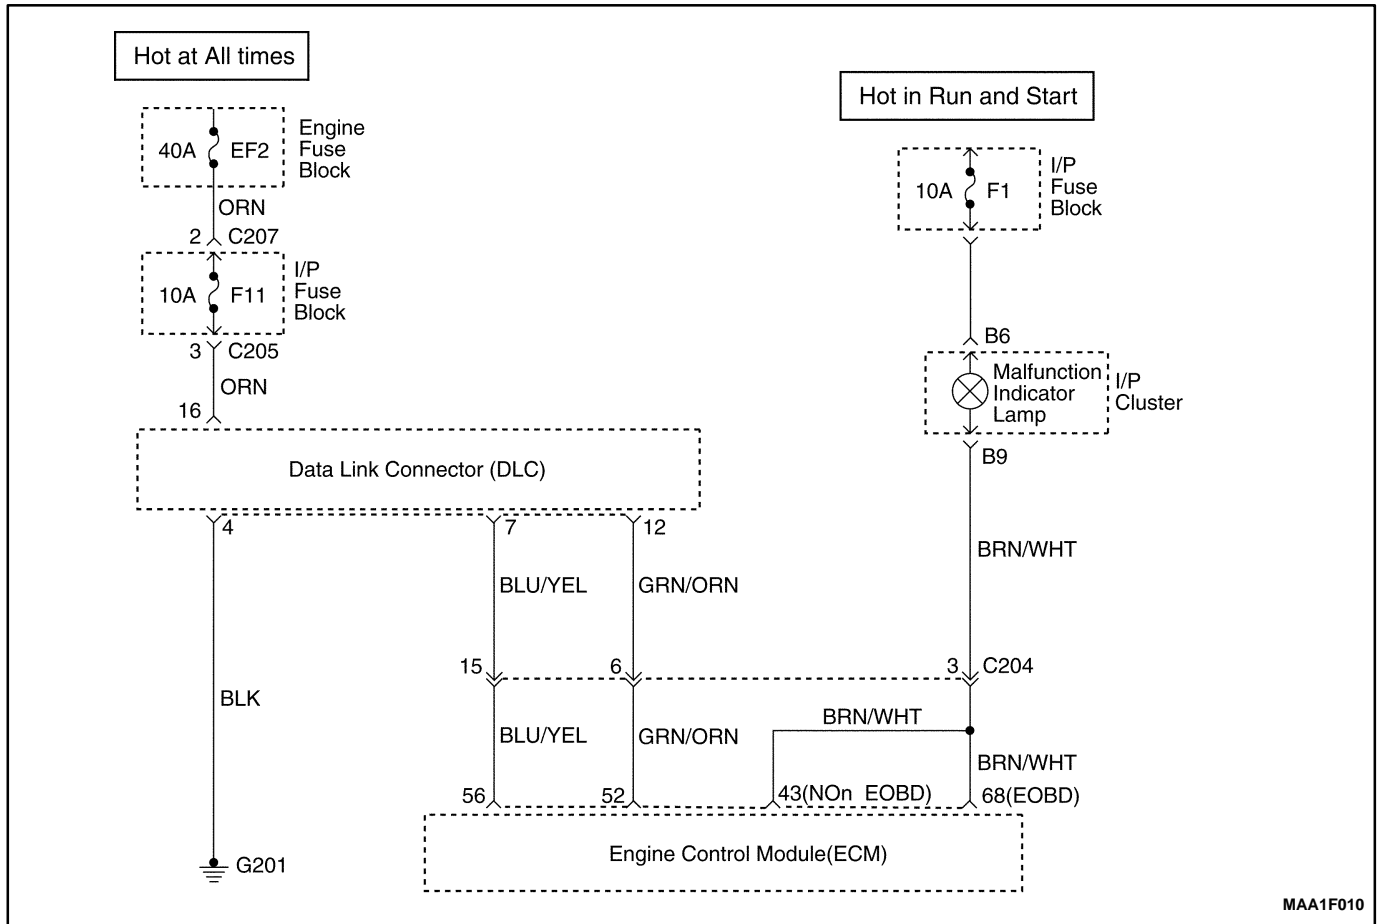 Hot at All times
Hot in Run and Start
40A EF2
Engine
Fuse
Block
ORN
2 C207
10A F11
I/P
Fuse
Block
3 C205
ORN
16
10A F1
I/P
Fuse
Block
B6
Malfunction
Indicator
Lamp
I/P
Cluster
B9
Data Link Connector (DLC)
4
7
12
BLU/YEL
GRN/ORN
BRN/WHT
15
6
3 C204
BLK
BLU/YEL
GRN/ORN
BRN/WHT
BRN/WHT
56
52
43(NOn EOBD)
68(EOBD)
Engine Control Module(ECM)
G201
MAA1F010